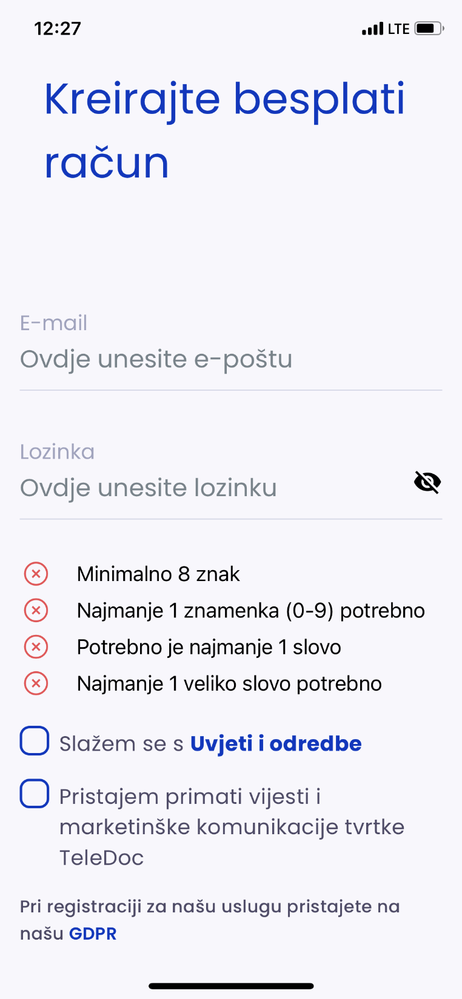 12:27
LTE
Kreirajte besplati
račun
E-mail
Ovdje unesite e-poštu
Lozinka
Ovdje unesite lozinku
Minimalno 8 znak
Najmanje 1 znamenka (0-9) potrebno
Potrebno je najmanje 1 slovo
Najmanje 1 veliko slovo potrebno
Slažem se s Uvjeti i odredbe
Pristajem primati vijesti i
marketinške komunikacije tvrtke
TeleDoc
Pri registraciji za našu uslugu pristajete na
našu GDPR